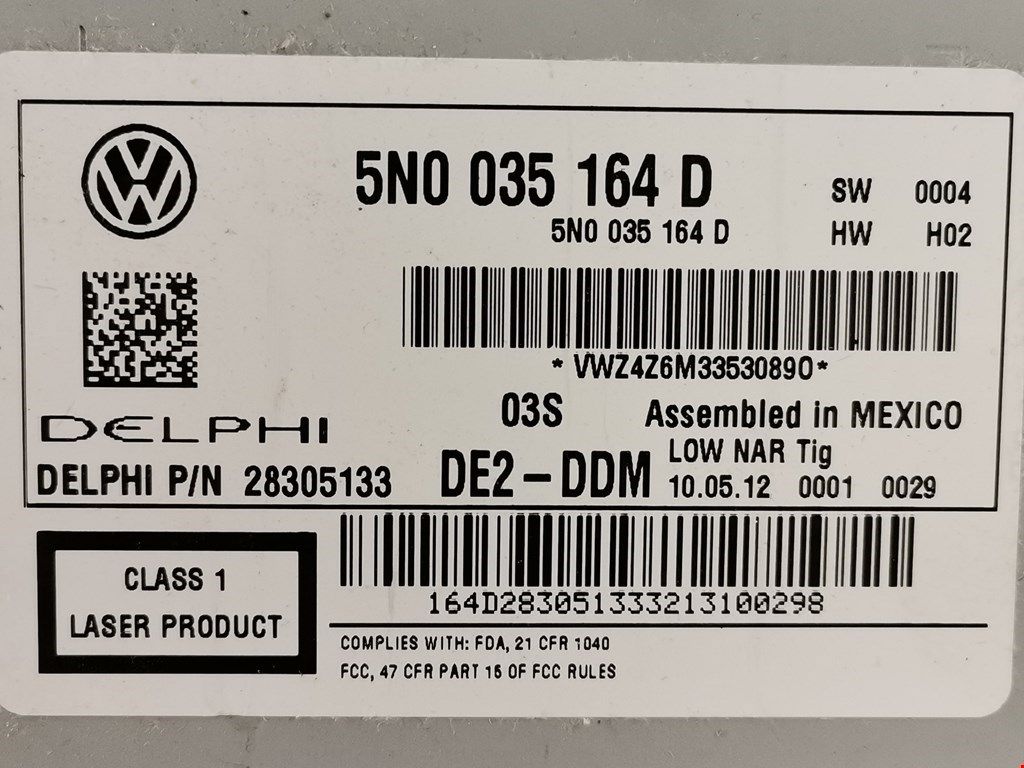 5N0 035 164 D
SW 0004
5N0 035 164 D
HW H02
* VWZ4Z6M3353089O*
03S
Assembled in MEXICO
DELPHI
LOW NAR Tig
DELPHI P/N 28305133
DE2-DDM
10.05.12 0001 0029
CLASS 1
LASER PRODUCT
164D283051333213100298
COMPLIES WITH: FDA, 21 CFR 1040
FCC, 47 CFR PART 15 OF FCC RULES